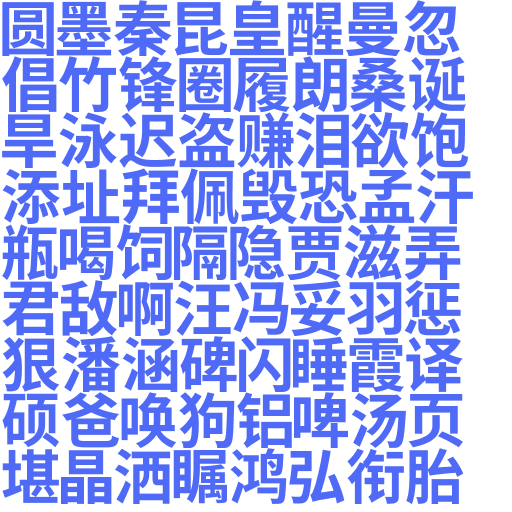 圆墨秦昆皇醒曼忽
倡竹锋圈履朗桑诞
旱泳迟盗赚泪欲饱
添址拜佩毁恐孟汗
瓶喝饲隔隐贾滋弄
君敌啊汪冯妥羽惩
狠潘涵碑闪睡霞译
硕爸唤狗铝啤汤页
堪晶洒瞩鸿弘衔胎